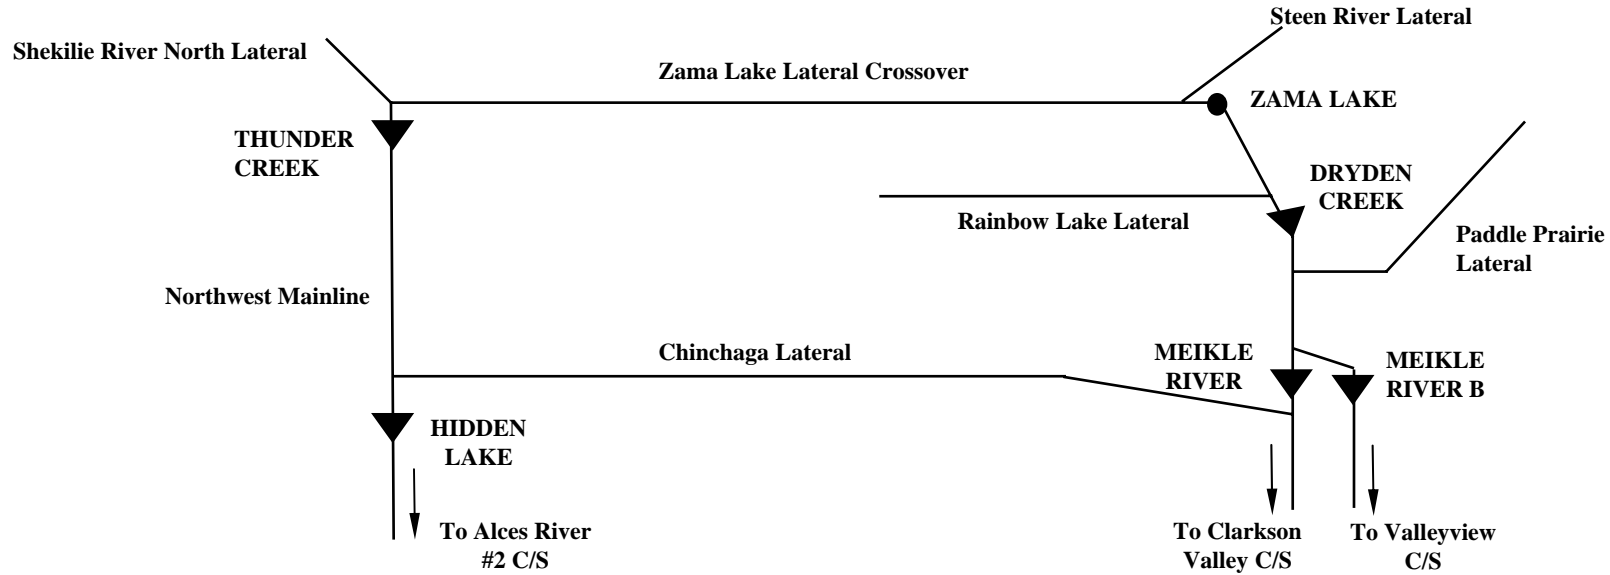 Steen River Lateral
Shekilie River North Lateral
Zama Lake Lateral Crossover
ZAMA LAKE
THUNDER
CREEK
DRYDEN
CREEK
Rainbow Lake Lateral
Paddle Prairie
Lateral
Northwest Mainline
Chinchaga Lateral
MEIKLE
RIVER
MEIKLE
RIVER B
HIDDEN
LAKE
To Alces River
#2 C/S
To Clarkson
Valley C/S
To Valleyview
C/S